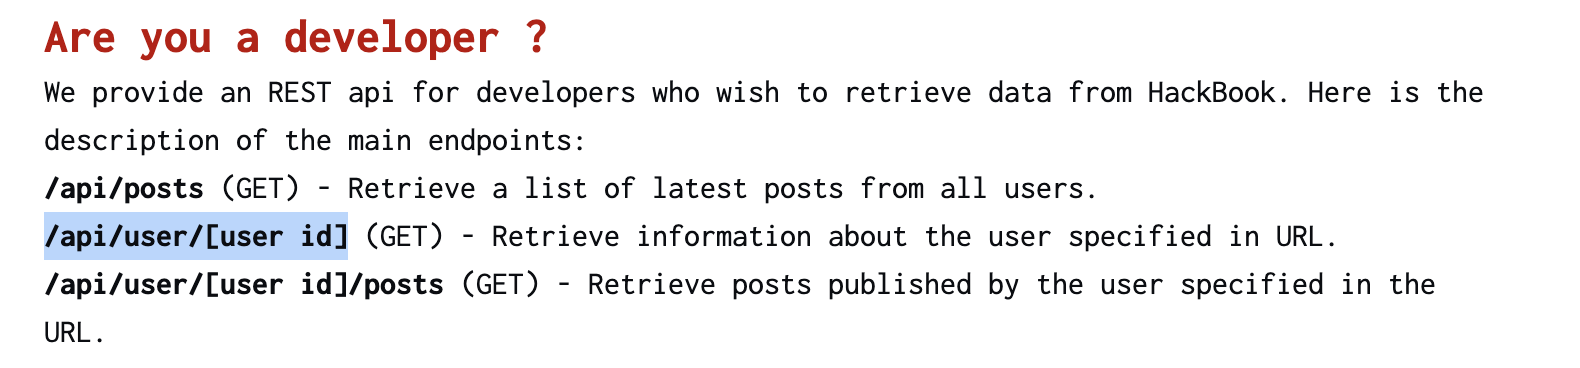 Are you a developer ?
We provide an REST api for developers who wish to retrieve data from HackBook. Here is the
description of the main endpoints:
/api/posts (GET) - Retrieve a list of latest posts from all users.
/api/user/[user id] (GET) - Retrieve information about the user specified in URL.
/api/user/[user id]/posts (GET) - Retrieve posts published by the user specified in the
URL.